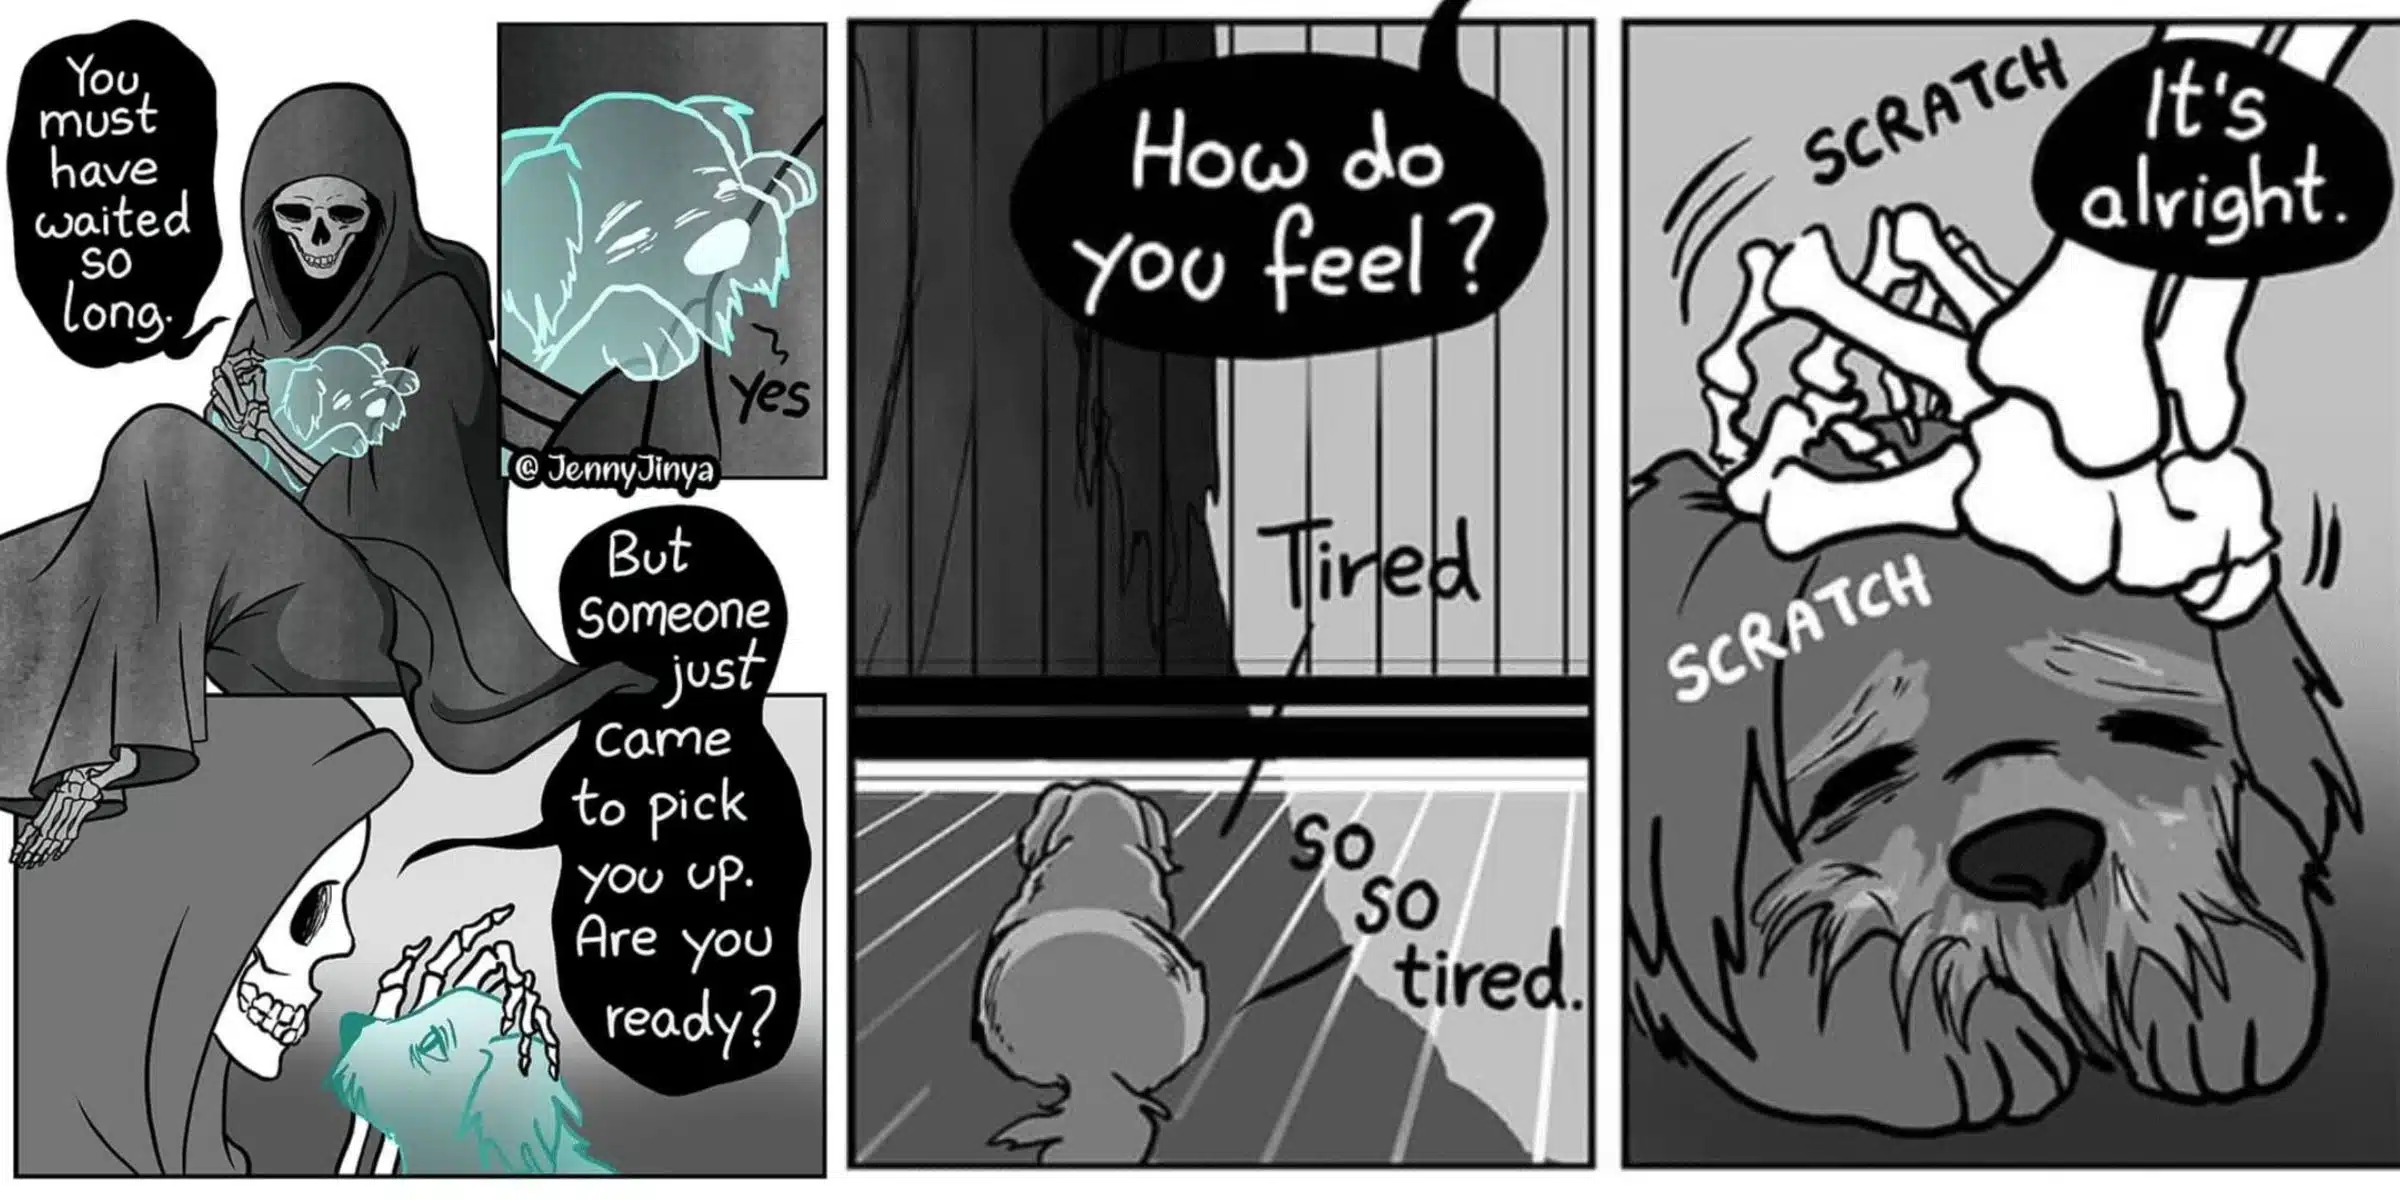 You
must
have
waited
so
long.
yes
@JennyJinya
But
Someone
just
came
to pick
you up.
Are you
ready?
How do
you feel?
Tired
so
so
tired.
SCRATCH
It's
alright.
SCRATCH